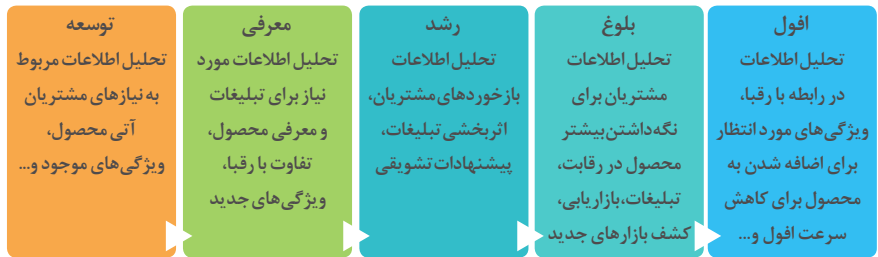 توسعه
تحلیل اطلاعات مربوط
به نیازهای مشتریان
آتی محصول،
ویژگی‌های موجود و...
معرفی
تحلیل اطلاعات مورد
نیاز برای تبلیغات
و معرفی محصول،
تفاوت با رقبا،
ویژگی‌های جدید
رشد
تحلیل اطلاعات
بازخوردهای مشتریان،
اثربخشی تبلیغات،
پیشنهادات تشویقی
بلوغ
تحلیل اطلاعات
مشتریان برای
نگه‌داشتن بیشتر
محصول در رقابت،
تبلیغات، بازاریابی،
کشف بازارهای جدید
افول
تحلیل اطلاعات
در رابطه با رقبا،
ویژگی‌های مورد انتظار
برای اضافه شدن به
محصول برای کاهش
سرعت افول و...